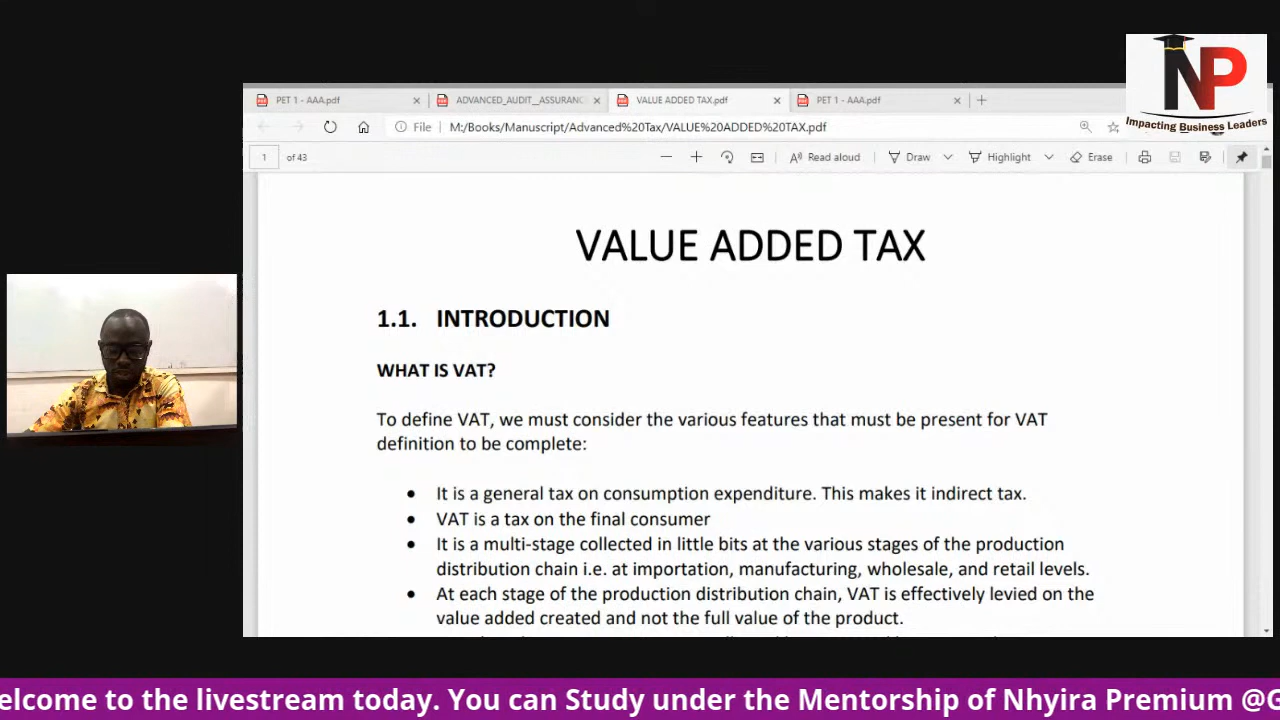 NP
Impacting Business Leaders
PET 1 - AAA.pdf
ADVANCED_AUDIT__ASSURANC
VALUE ADDED TAX.pdf
PET 1 - AAA.pdf
File
M:/Books/Manuscript/Advanced%20Tax/VALUE%20ADDED%20TAX.pdf
1 of 43
Read aloud
Draw
Highlight
Erase
VALUE ADDED TAX
1.1. INTRODUCTION
WHAT IS VAT?
To define VAT, we must consider the various features that must be present for VAT
definition to be complete:
• It is a general tax on consumption expenditure. This makes it indirect tax.
• VAT is a tax on the final consumer
• It is a multi-stage collected in little bits at the various stages of the production
distribution chain i.e. at importation, manufacturing, wholesale, and retail levels.
• At each stage of the production distribution chain, VAT is effectively levied on the
value added created and not the full value of the product.
elcome to the livestream today. You can Study under the Mentorship of Nhyira Premium @